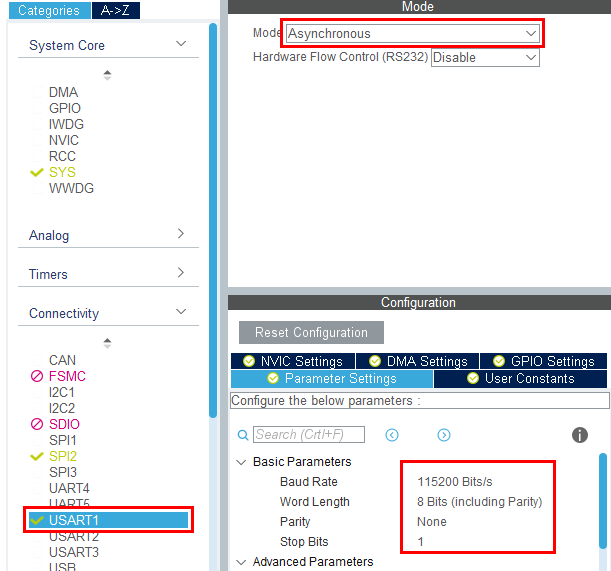 Categories A->Z
System Core
DMA
GPIO
IWDG
NVIC
RCC
SYS
WWDG
Analog
Timers
Connectivity
CAN
FSMC
I2C1
I2C2
SDIO
SPI1
SPI2
SPI3
UART4
UART5
USART1
USART2
USART3
USB
Mode
Mode Asynchronous
Hardware Flow Control (RS232) Disable
Configuration
Reset Configuration
NVIC Settings DMA Settings GPIO Settings
Parameter Settings User Constants
Configure the below parameters :
Search (Crtl+F)
Basic Parameters
Baud Rate 115200 Bits/s
Word Length 8 Bits (including Parity)
Parity None
Stop Bits 1
Advanced Parameters